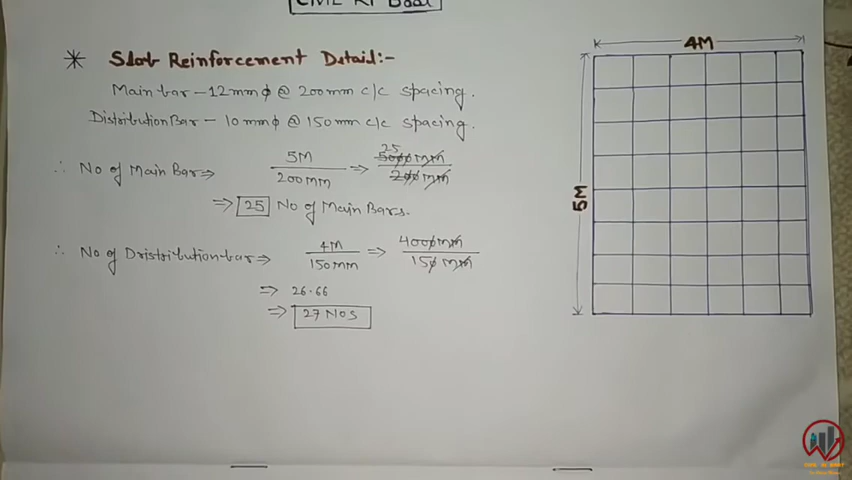 * Slab Reinforcement Detail:-
Main bar - 12mmϕ @ 200mm c/c spacing.
Distribution Bar - 10mmϕ @ 150mm c/c spacing.
∴ No of Main Bar ⇒ 5M / 200mm ⇒ 25 5000mm / 200mm
⇒ 25 No of Main Bars.
∴ No of Dristribution-bar ⇒ 4M / 150mm ⇒ 4000mm / 150mm
⇒ 26.66
⇒ 27 Nos
4M
5M